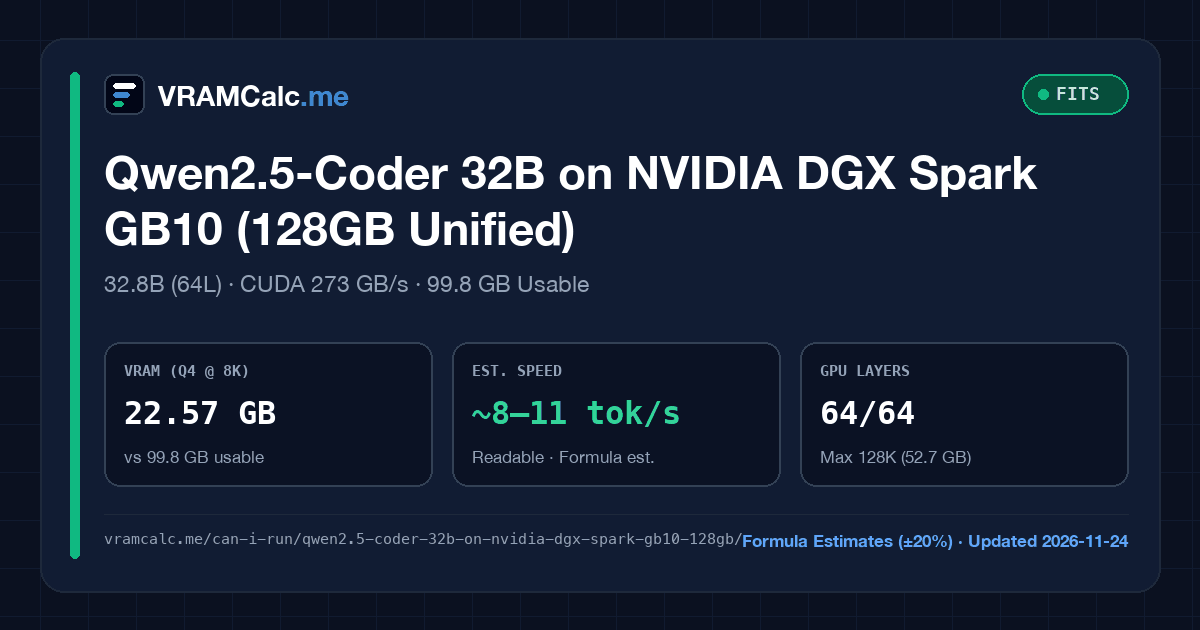 VRAMCalc.me
FITS
Qwen2.5-Coder 32B on NVIDIA DGX Spark
GB10 (128GB Unified)
32.8B (64L) · CUDA 273 GB/s · 99.8 GB Usable
VRAM (Q4 @ 8K)
22.57 GB
vs 99.8 GB usable
EST. SPEED
~8–11 tok/s
Readable · Formula est.
GPU LAYERS
64/64
Max 128K (52.7 GB)
vramcalc.me/can-i-run/qwen2.5-coder-32b-on-nvidia-dgx-spark-gb10-128gb/
Formula Estimates (±20%) · Updated 2026-11-24